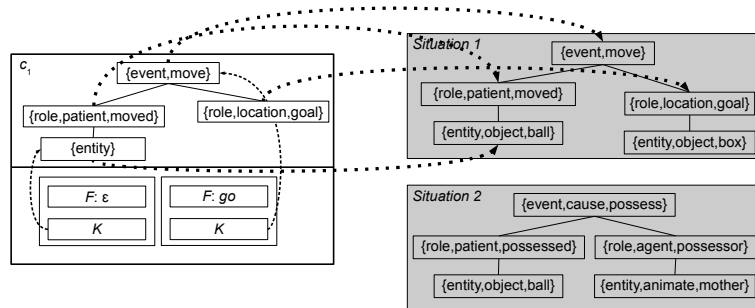 c1
{event,move}
{role,patient,moved}
{role,location,goal}
{entity}
F: ε
F: go
K
K
Situation 1
{event,move}
{role,patient,moved}
{role,location,goal}
{entity,object,ball}
{entity,object,box}
Situation 2
{event,cause,possess}
{role,patient,possessed}
{role,agent,possessor}
{entity,object,ball}
{entity,animate,mother}